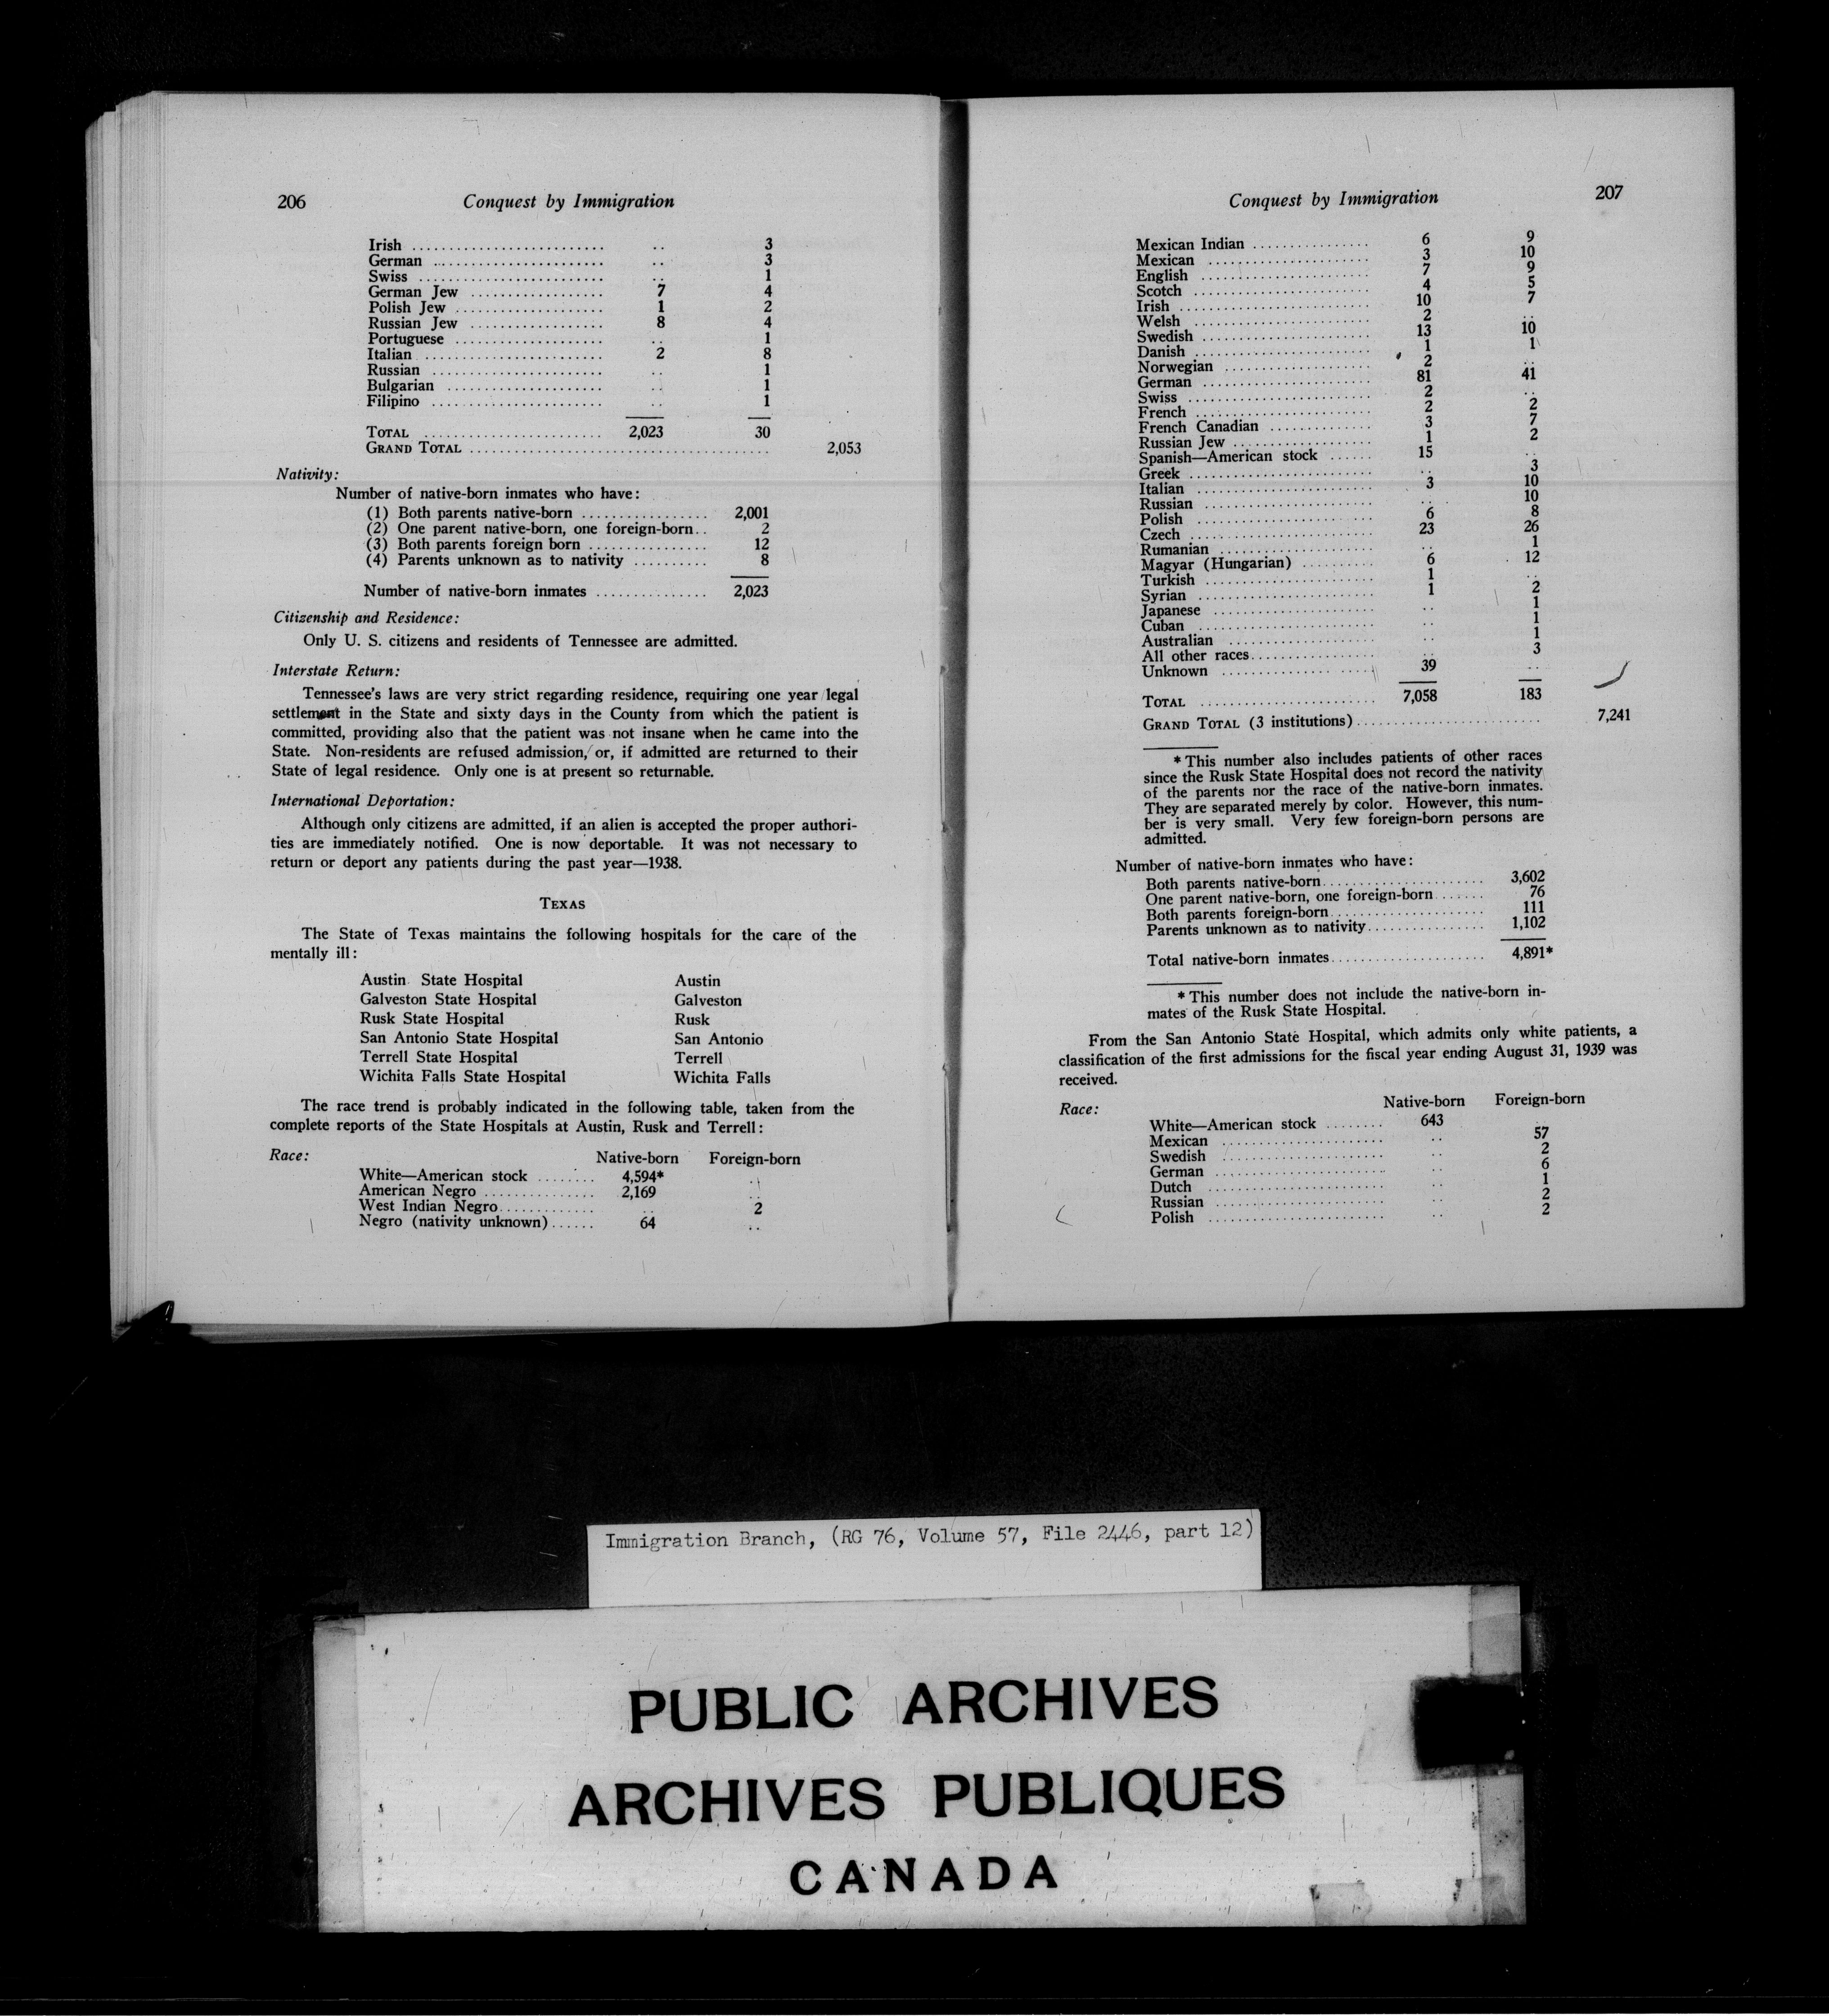 206
Conquest by Immigration
Irish .......................... .. 3
German ....................... .. 3
Swiss ......................... .. 1
German Jew .................. 7 4
Polish Jew .................... 1 2
Russian Jew .................. 8 4
Portuguese .................... .. 1
Italian ........................ 2 8
Russian ....................... .. 1
Bulgarian ..................... .. 1
Filipino ....................... .. 1
TOTAL ........................ 2,023 30
GRAND TOTAL ......................................... 2,053
Nativity:
Number of native-born inmates who have:
(1) Both parents native-born ................. 2,001
(2) One parent native-born, one foreign-born.. 2
(3) Both parents foreign born ................ 12
(4) Parents unknown as to nativity .......... 8
Number of native-born inmates ............... 2,023
Citizenship and Residence:
Only U. S. citizens and residents of Tennessee are admitted.
Interstate Return:
Tennessee's laws are very strict regarding residence, requiring one year legal
settlement in the State and sixty days in the County from which the patient is
committed, providing also that the patient was not insane when he came into the
State. Non-residents are refused admission, or, if admitted are returned to their
State of legal residence. Only one is at present so returnable.
International Deportation:
Although only citizens are admitted, if an alien is accepted the proper authori-
ties are immediately notified. One is now deportable. It was not necessary to
return or deport any patients during the past year—1938.
TEXAS
The State of Texas maintains the following hospitals for the care of the
mentally ill:
Austin State Hospital Austin
Galveston State Hospital Galveston
Rusk State Hospital Rusk
San Antonio State Hospital San Antonio
Terrell State Hospital Terrell
Wichita Falls State Hospital Wichita Falls
The race trend is probably indicated in the following table, taken from the
complete reports of the State Hospitals at Austin, Rusk and Terrell:
Race: Native-born Foreign-born
White—American stock ........ 4,594* ..
American Negro ............... 2,169 ..
West Indian Negro............. .. 2
Negro (nativity unknown)...... 64 ..
Conquest by Immigration
207
Mexican Indian ................ 6 9
Mexican ...................... 3 10
English ....................... 7 9
Scotch ........................ 4 5
Irish .......................... 10 7
Welsh ........................ 2 ..
Swedish ....................... 13 10
Danish ........................ 1 1
Norwegian .................... 2 ..
German ....................... 81 41
Swiss ......................... 2 ..
French ........................ 2 2
French Canadian .............. 3 7
Russian Jew ................... 1 2
Spanish—American stock ...... 15 ..
Greek ......................... .. 3
Italian ........................ 3 10
Russian ....................... .. 10
Polish ........................ 6 8
Czech ......................... 23 26
Rumanian ..................... .. 1
Magyar (Hungarian) .......... 6 12
Turkish ....................... 1 ..
Syrian ........................ 1 2
Japanese ...................... .. 1
Cuban ........................ .. 1
Australian .................... .. 1
All other races................. .. 3
Unknown ..................... 39 ..
TOTAL ........................ 7,058 183
GRAND TOTAL (3 institutions)......................... 7,241
* This number also includes patients of other races
since the Rusk State Hospital does not record the nativity
of the parents nor the race of the native-born inmates.
They are separated merely by color. However, this num-
ber is very small. Very few foreign-born persons are
admitted.
Number of native-born inmates who have:
Both parents native-born...................... 3,602
One parent native-born, one foreign-born....... 76
Both parents foreign-born..................... 111
Parents unknown as to nativity................ 1,102
Total native-born inmates..................... 4,891*
* This number does not include the native-born in-
mates of the Rusk State Hospital.
From the San Antonio State Hospital, which admits only white patients, a
classification of the first admissions for the fiscal year ending August 31, 1939 was
received.
Race: Native-born Foreign-born
White—American stock ........ 643
Mexican ...................... .. 57
Swedish ...................... .. 2
German ....................... .. 6
Dutch ........................ .. 1
Russian ....................... .. 2
Polish ........................ .. 2
Immigration Branch, (RG 76, Volume 57, File 2446, part 12)
PUBLIC ARCHIVES
ARCHIVES PUBLIQUES
CANADA